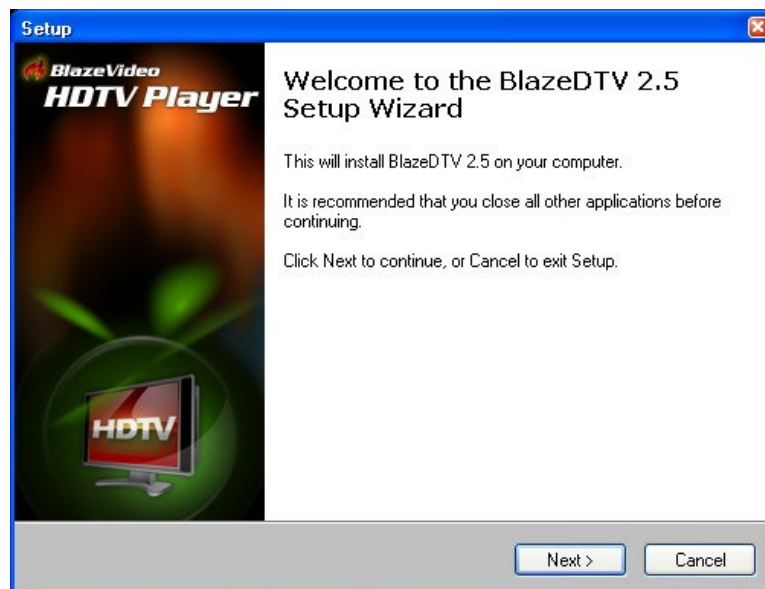 Setup
BlazeVideo
HDTV Player
Welcome to the BlazeDTV 2.5
Setup Wizard
This will install BlazeDTV 2.5 on your computer.
It is recommended that you close all other applications before
continuing.
Click Next to continue, or Cancel to exit Setup.
HDTV
Next >
Cancel